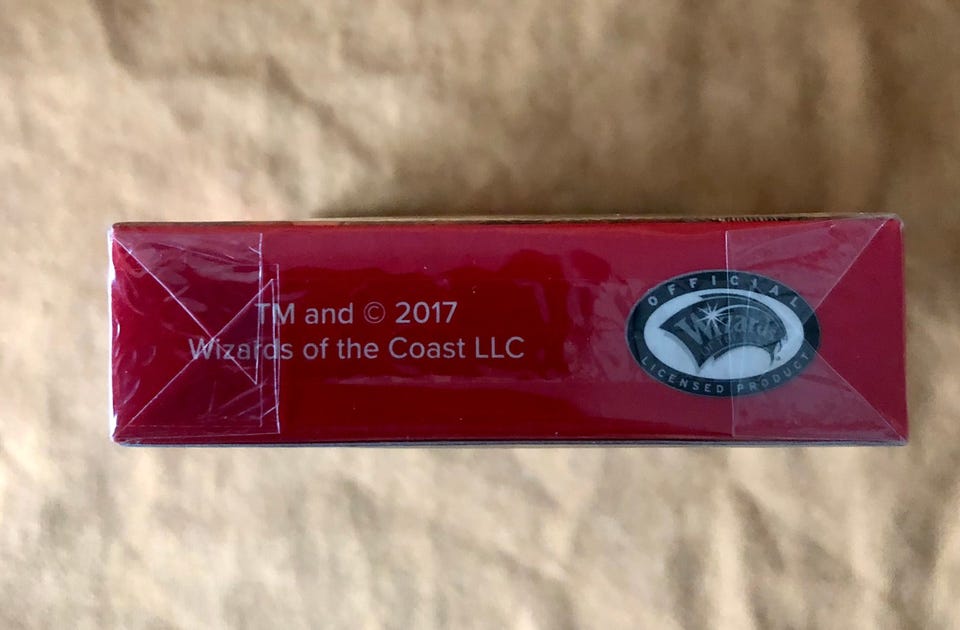 TM and © 2017
Wizards of the Coast LLC
OFFICIAL
Wizards
LICENSED PRODUCT